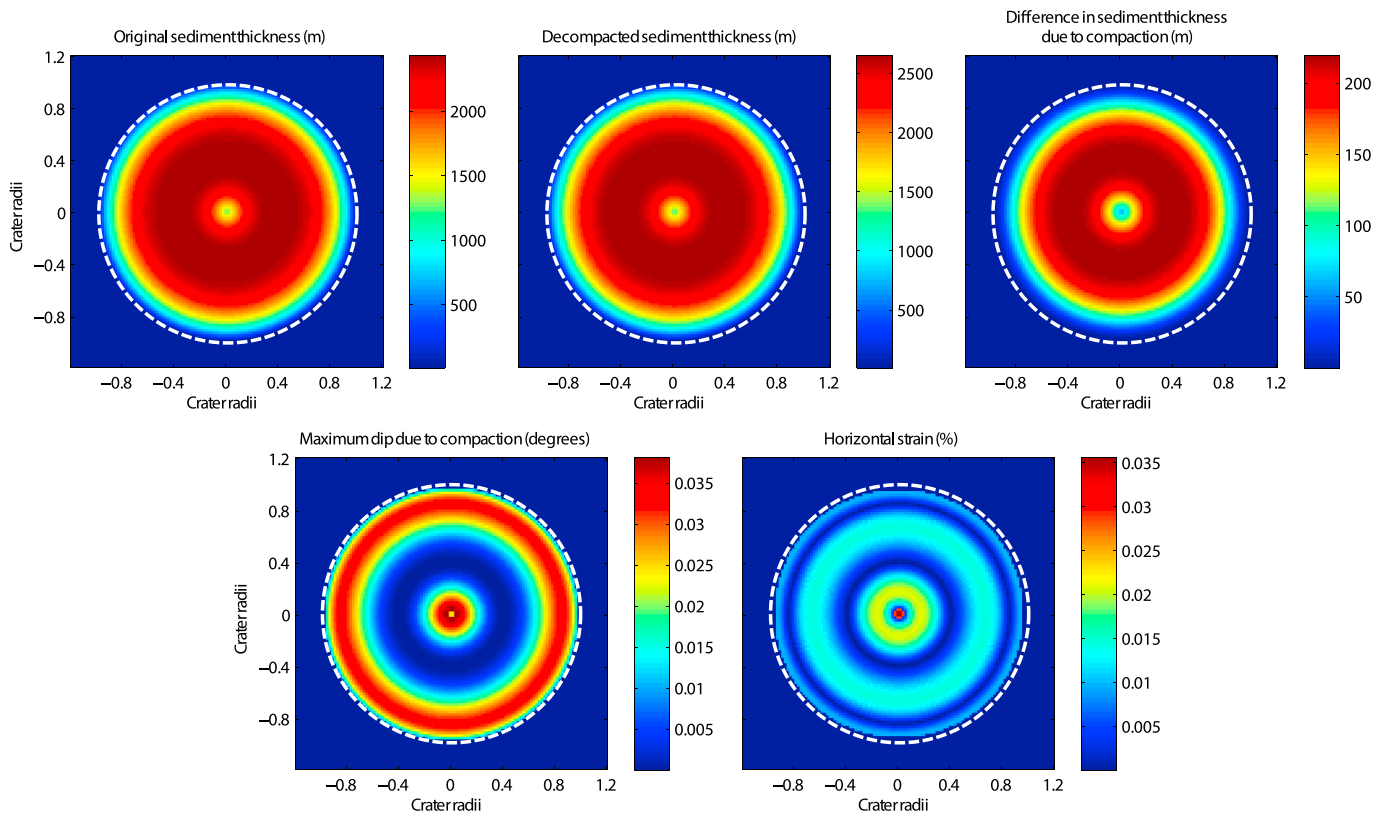 Original sediment thickness (m)
Decompacted sediment thickness (m)
Difference in sediment thickness
due to compaction (m)
1.2
0.8
0.4
0
−0.4
−0.8
Crater radii
−0.8 −0.4 0 0.4 0.8 1.2
Crater radii
2000
1500
1000
500
−0.8 −0.4 0 0.4 0.8 1.2
Crater radii
2500
2000
1500
1000
500
−0.8 −0.4 0 0.4 0.8 1.2
Crater radii
200
150
100
50
Maximum dip due to compaction (degrees)
Horizontal strain (%)
1.2
0.8
0.4
0
−0.4
−0.8
Crater radii
−0.8 −0.4 0 0.4 0.8 1.2
Crater radii
0.035
0.03
0.025
0.02
0.015
0.01
0.005
−0.8 −0.4 0 0.4 0.8 1.2
Crater radii
0.035
0.03
0.025
0.02
0.015
0.01
0.005